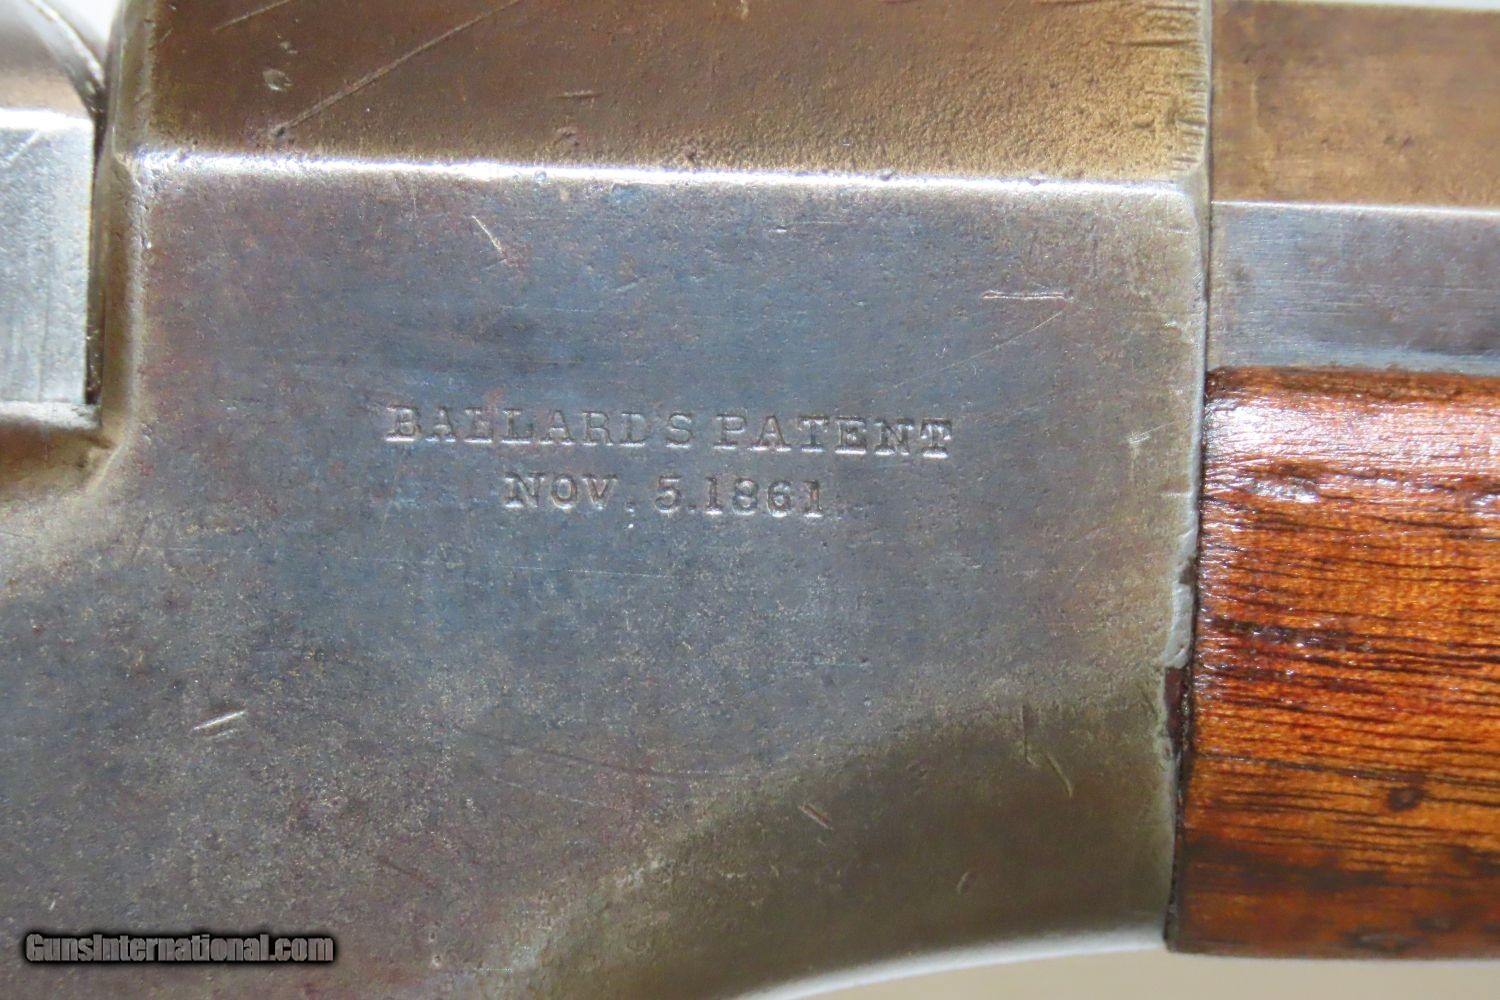 BALLARD'S PATENT
NOV. 5. 1861
GunsInternational.com